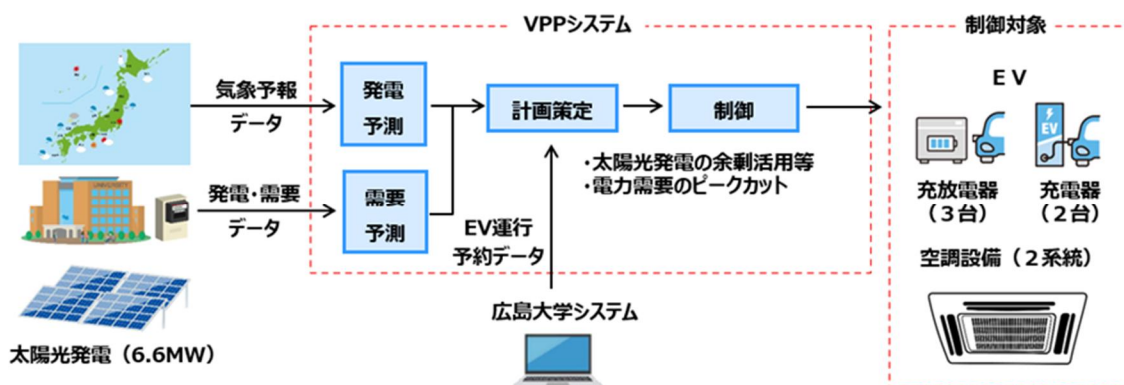 VPPシステム
制御対象
気象予報
データ
発電
予測
計画策定
制御
・太陽光発電の余剰活用等
・電力需要のピークカット
UNIVERSITY
発電・需要
データ
需要
予測
EV運行
予約データ
広島大学システム
太陽光発電（6.6MW）
ＥＶ
EV
充放電器
（３台）
充電器
（２台）
空調設備（２系統）